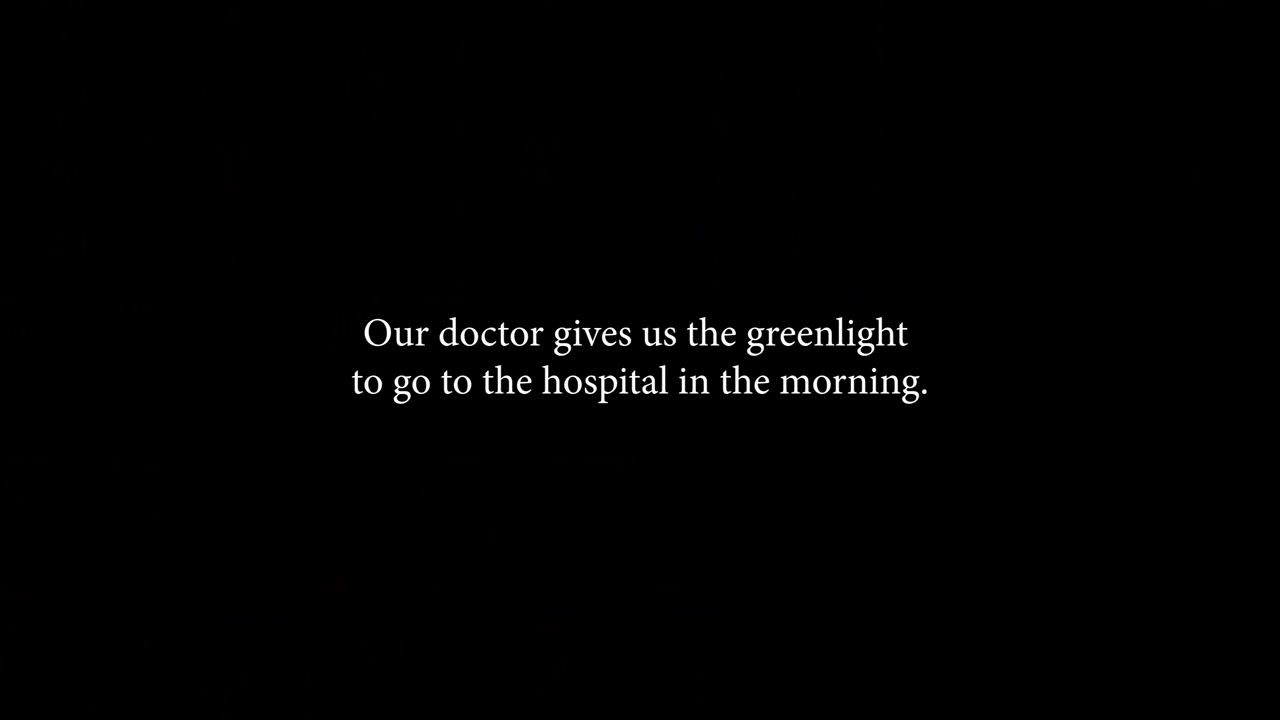 Our doctor gives us the greenlight
to go to the hospital in the morning.